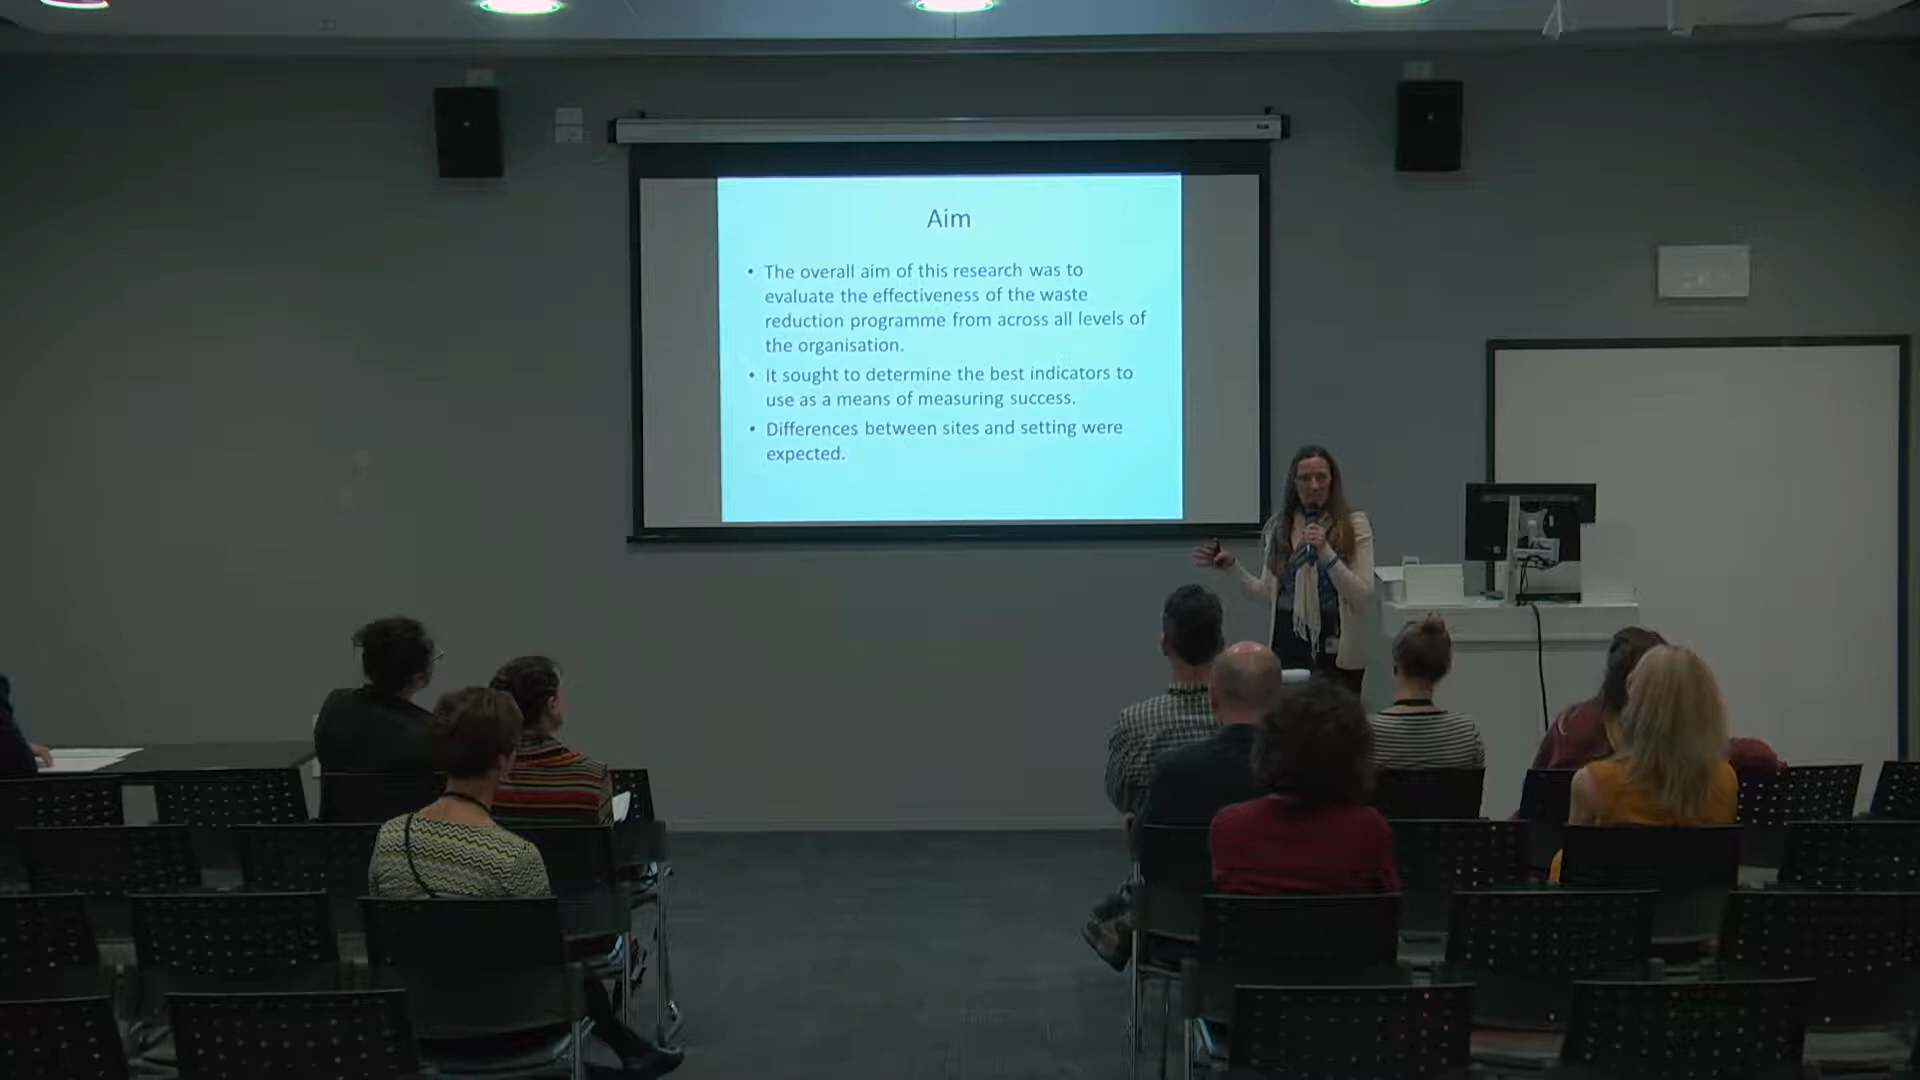 Aim
• The overall aim of this research was to
evaluate the effectiveness of the waste
reduction programme from across all levels of
the organisation.
• It sought to determine the best indicators to
use as a means of measuring success.
• Differences between sites and setting were
expected.